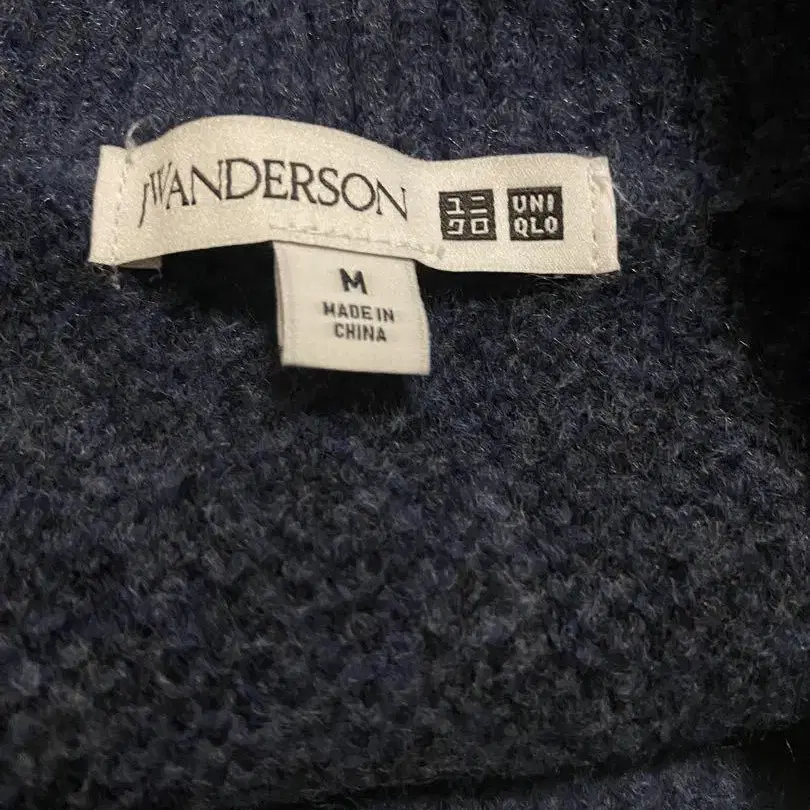 JWANDERSON
ユニ UNI
クロ QLO
M
MADE IN
CHINA